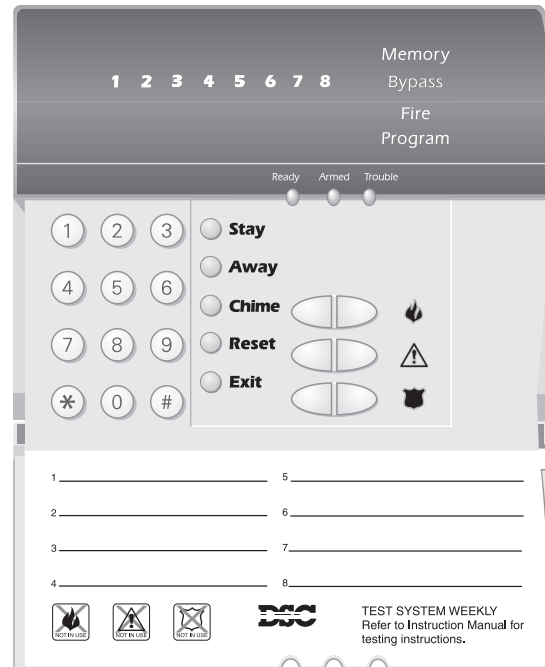 Memory
1 2 3 4 5 6 7 8 Bypass
Fire
Program
Ready Armed Trouble
1 2 3 Stay
Away
4 5 6 Chime
7 8 9 Reset
Exit
* 0 #
1 5
2 6
3 7
4 8
NOT IN USE NOT IN USE NOT IN USE
DSC
TEST SYSTEM WEEKLY
Refer to Instruction Manual for
testing instructions.